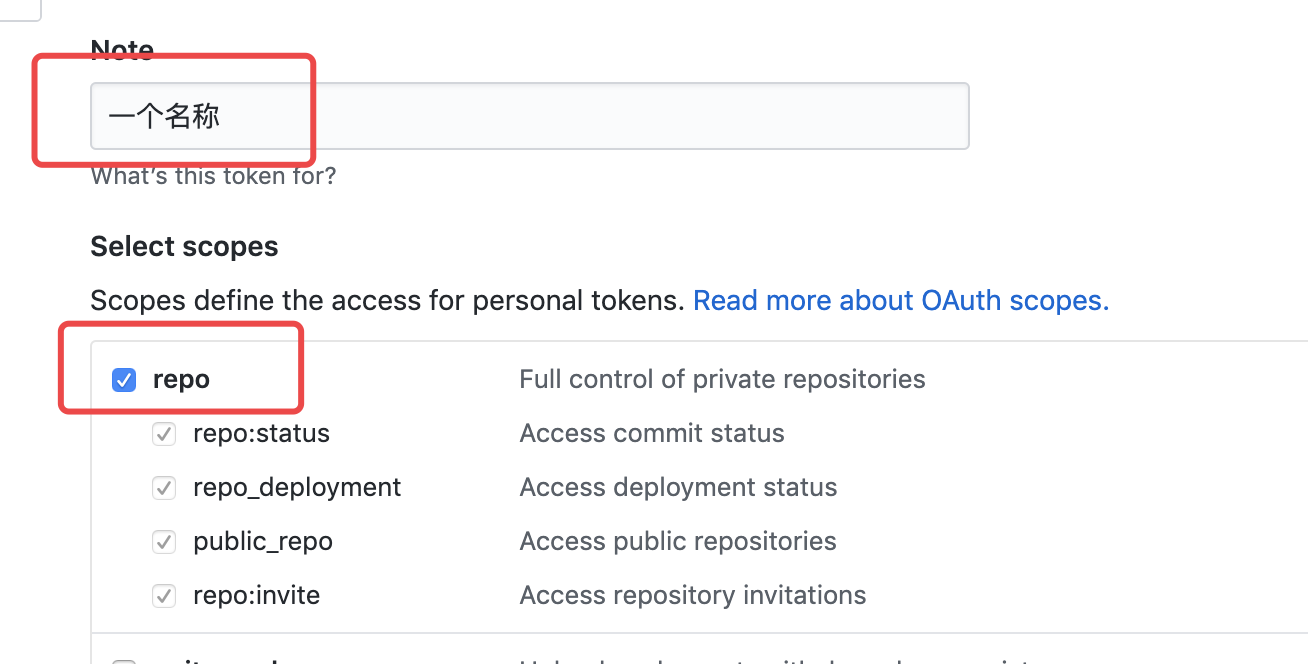 Note
一个名称
What's this token for?
Select scopes
Scopes define the access for personal tokens. Read more about OAuth scopes.
repo Full control of private repositories
repo:status Access commit status
repo_deployment Access deployment status
public_repo Access public repositories
repo:invite Access repository invitations